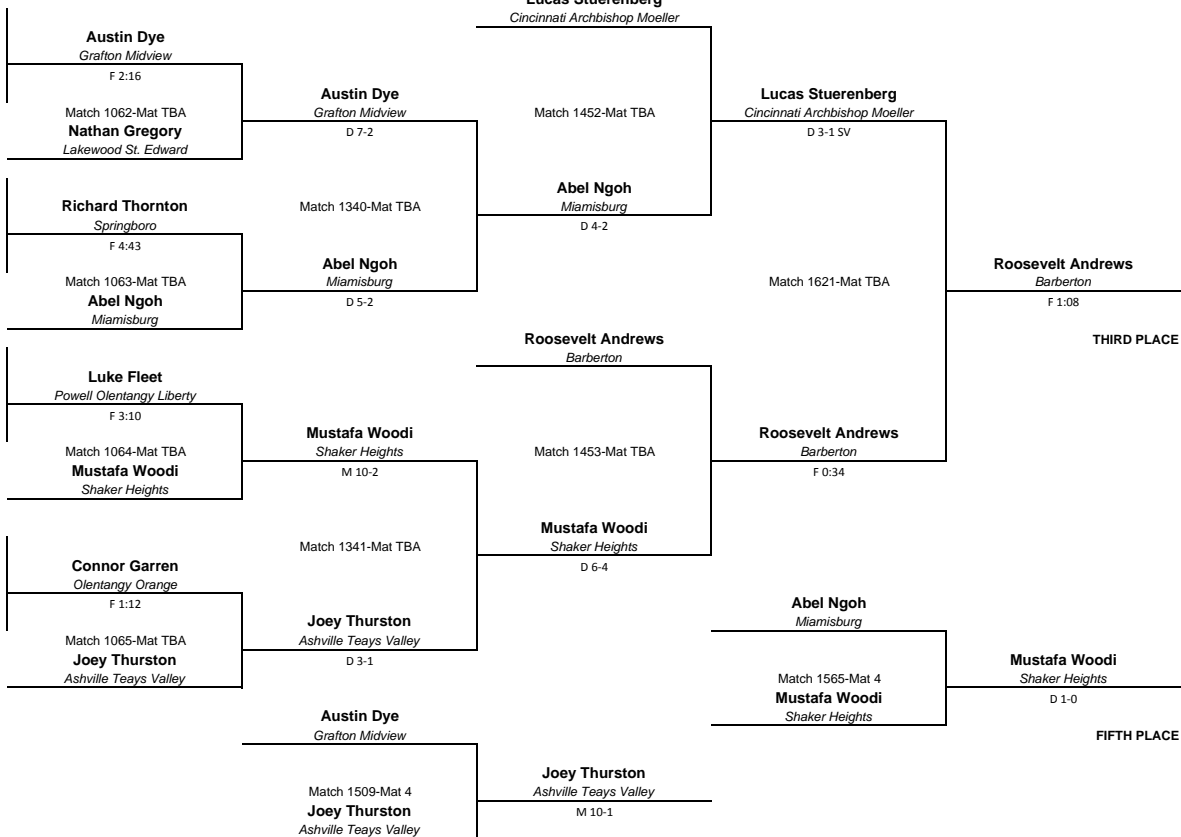 Lucas Stuerenberg
Cincinnati Archbishop Moeller
Austin Dye
Grafton Midview
F 2:16
Match 1062-Mat TBA
Nathan Gregory
Lakewood St. Edward
Austin Dye
Grafton Midview
D 7-2
Match 1452-Mat TBA
Lucas Stuerenberg
Cincinnati Archbishop Moeller
D 3-1 SV
Richard Thornton
Springboro
F 4:43
Match 1063-Mat TBA
Abel Ngoh
Miamisburg
Match 1340-Mat TBA
Abel Ngoh
Miamisburg
D 5-2
Abel Ngoh
Miamisburg
D 4-2
Match 1621-Mat TBA
Roosevelt Andrews
Barberton
F 1:08
THIRD PLACE
Luke Fleet
Powell Olentangy Liberty
F 3:10
Match 1064-Mat TBA
Mustafa Woodi
Shaker Heights
Mustafa Woodi
Shaker Heights
M 10-2
Roosevelt Andrews
Barberton
Match 1453-Mat TBA
Roosevelt Andrews
Barberton
F 0:34
Connor Garren
Olentangy Orange
F 1:12
Match 1065-Mat TBA
Joey Thurston
Ashville Teays Valley
Match 1341-Mat TBA
Joey Thurston
Ashville Teays Valley
D 3-1
Mustafa Woodi
Shaker Heights
D 6-4
Abel Ngoh
Miamisburg
Match 1565-Mat 4
Mustafa Woodi
Shaker Heights
Mustafa Woodi
Shaker Heights
D 1-0
FIFTH PLACE
Austin Dye
Grafton Midview
Match 1509-Mat 4
Joey Thurston
Ashville Teays Valley
Joey Thurston
Ashville Teays Valley
M 10-1